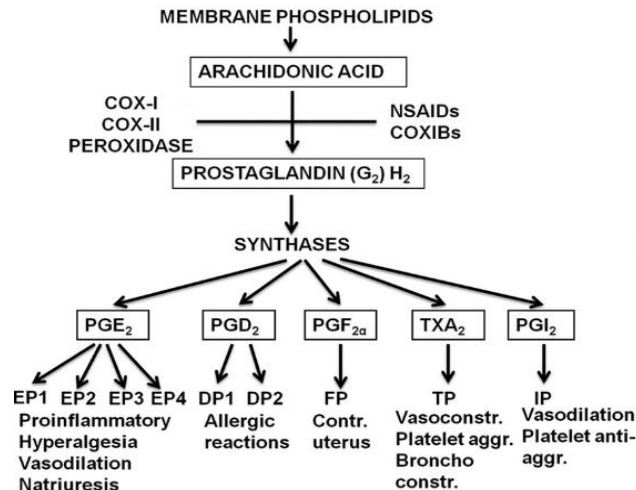 MEMBRANE PHOSPHOLIPIDS
ARACHIDONIC ACID
COX-I
COX-II
PEROXIDASE
NSAIDs
COXIBs
PROSTAGLANDIN (G₂) H₂
SYNTHASES
PGE₂
PGD₂
PGF₂α
TXA₂
PGI₂
EP1 EP2 EP3 EP4
Proinflammatory
Hyperalgesia
Vasodilation
Natriuresis
DP1 DP2
Allergic
reactions
FP
Contr.
uterus
TP
Vasoconstr.
Platelet aggr.
Broncho
constr.
IP
Vasodilation
Platelet anti-
aggr.